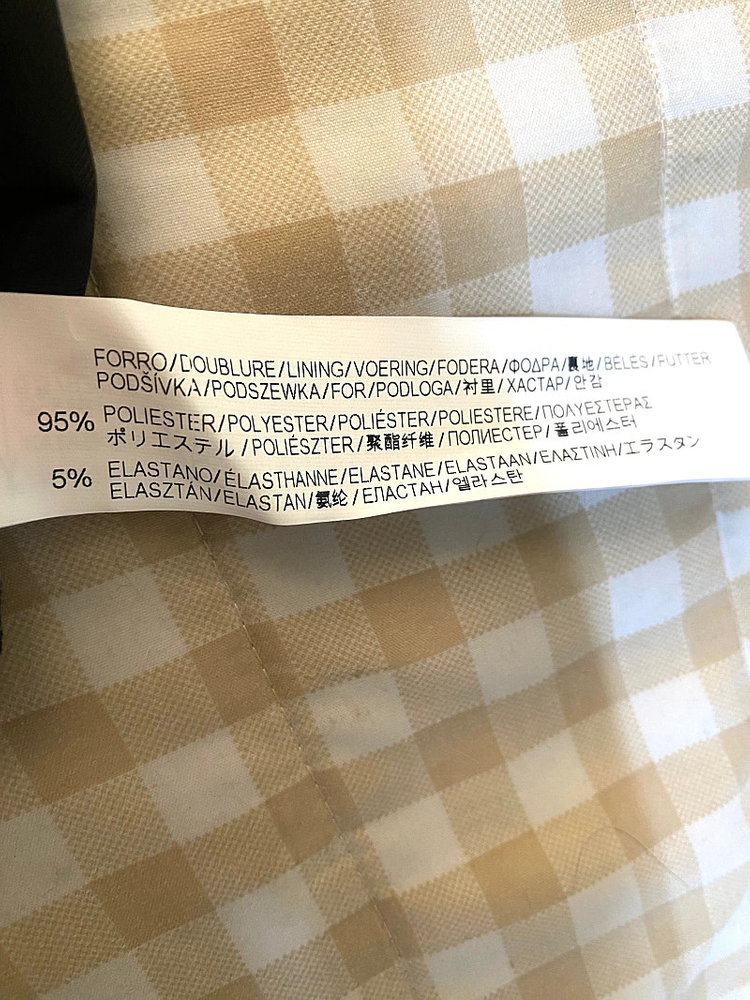 FORRO/DOUBLURE/LINING/VOERING/FODERA/ΦΟΔΡΑ/裏地/BÉLÉS/FUTTER
PODŠÍVKA/PODSZEWKA/FOR/PODLOGA/衬里/ХАСТАР/안감
95% POLIESTER/POLYESTER/POLIÉSTER/POLIESTERE/ΠΟΛΥΕΣΤΕΡΑΣ
ポリエステル/POLIÉSZTER/聚酯纤维/ПОЛИЕСТЕР/폴리에스터
5% ELASTANO/ÉLASTHANNE/ELASTANE/ELASTAAN/ΕΛΑΣΤΙΝΗ/エラスタン
ELASZTÁN/ELASTAN/氨纶/ЕПАСТАН/엘라스탄